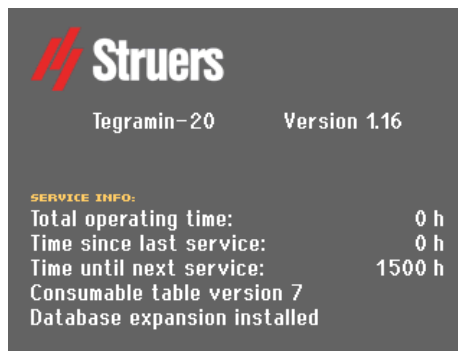 Struers
Tegramin-20 Version 1.16
SERVICE INFO:
Total operating time: 0 h
Time since last service: 0 h
Time until next service: 1500 h
Consumable table version 7
Database expansion installed